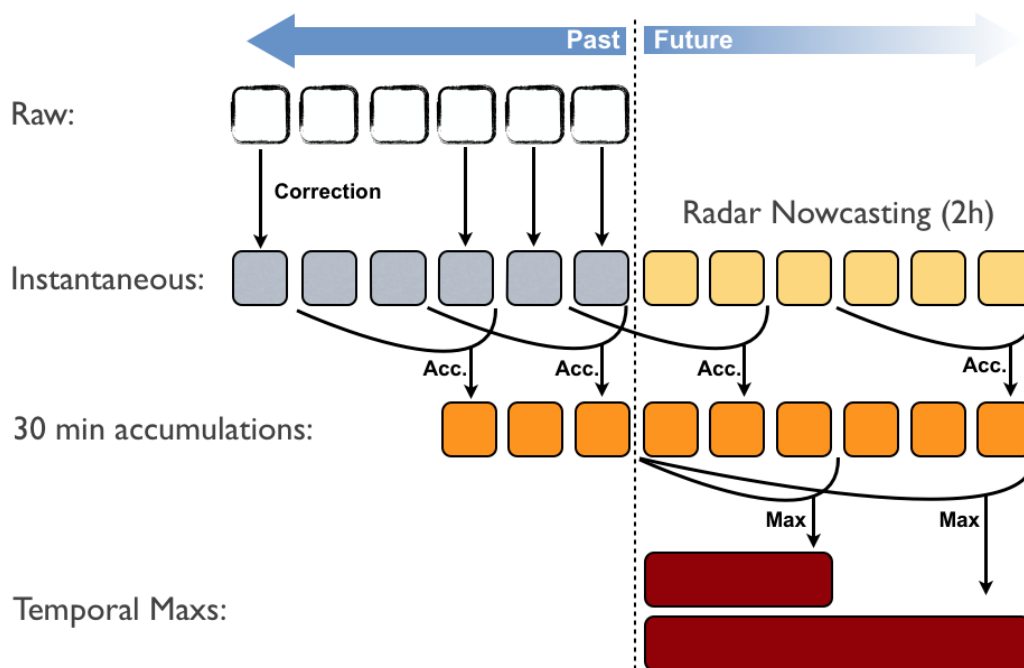 Past
Future
Raw:
Correction
Radar Nowcasting (2h)
Instantaneous:
Acc.
Acc.
Acc.
Acc.
30 min accumulations:
Max
Max
Temporal Maxs: